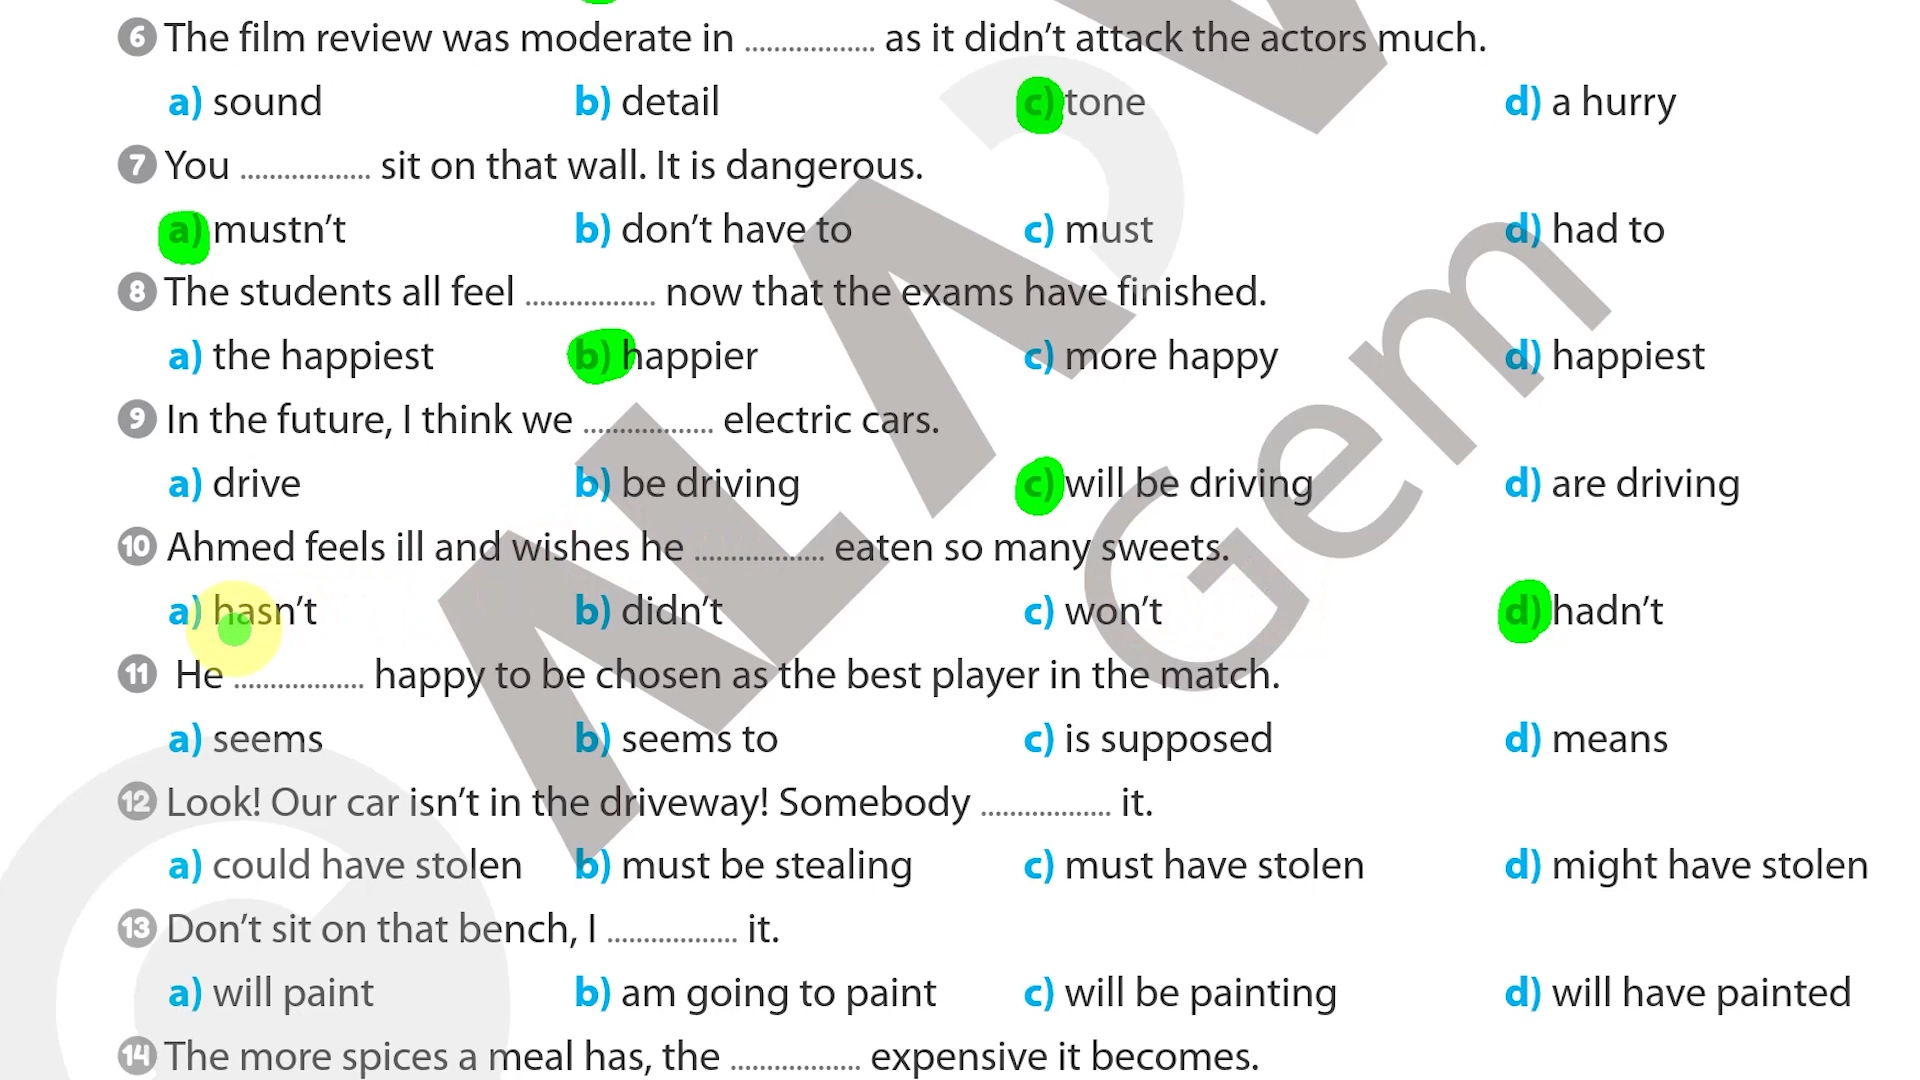 6 The film review was moderate in .................. as it didn't attack the actors much.
a) sound b) detail c) tone d) a hurry
7 You .................. sit on that wall. It is dangerous.
a) mustn't b) don't have to c) must d) had to
8 The students all feel .................. now that the exams have finished.
a) the happiest b) happier c) more happy d) happiest
9 In the future, I think we .................. electric cars.
a) drive b) be driving c) will be driving d) are driving
10 Ahmed feels ill and wishes he .................. eaten so many sweets.
a) hasn't b) didn't c) won't d) hadn't
11 He .................. happy to be chosen as the best player in the match.
a) seems b) seems to c) is supposed d) means
12 Look! Our car isn't in the driveway! Somebody .................. it.
a) could have stolen b) must be stealing c) must have stolen d) might have stolen
13 Don't sit on that bench, I .................. it.
a) will paint b) am going to paint c) will be painting d) will have painted
14 The more spices a meal has, the .................. expensive it becomes.
Gem